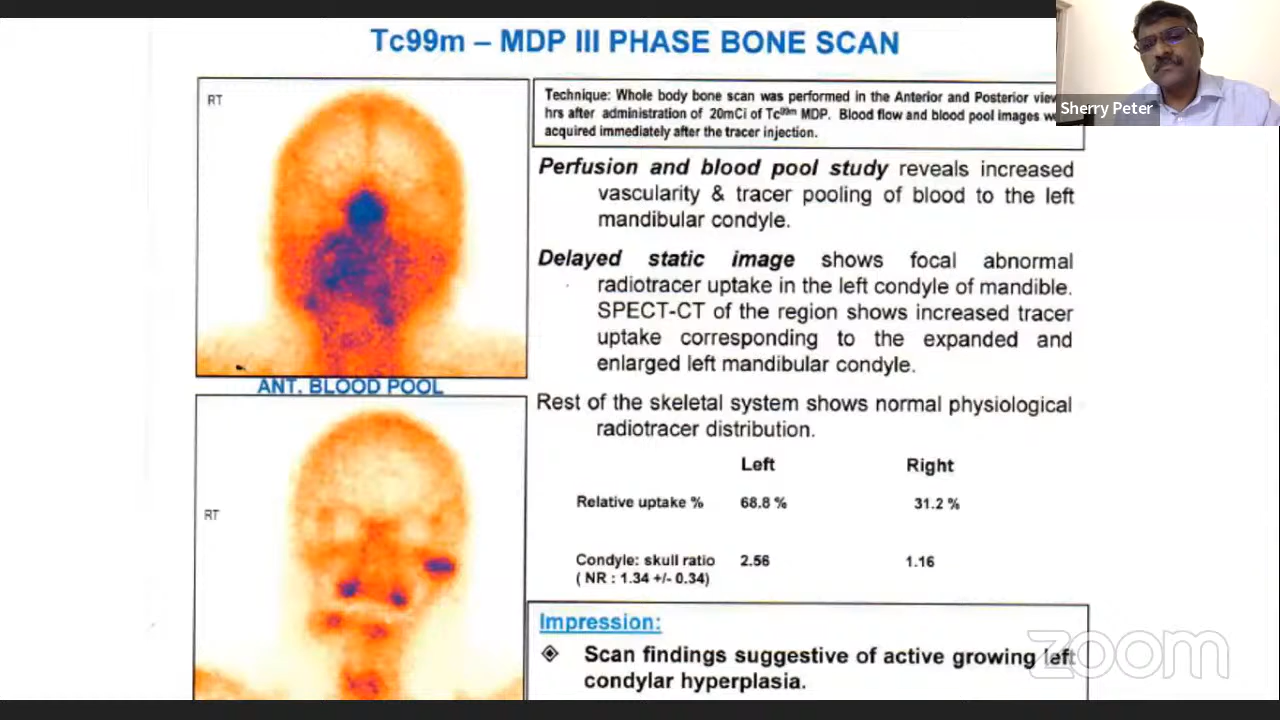 Tc99m – MDP III PHASE BONE SCAN
RT
Technique: Whole body bone scan was performed in the Anterior and Posterior
hrs after administration of 20mCi of Tc99m MDP. Blood flow and blood pool images
acquired immediately after the tracer injection.
Sherry Peter
Perfusion and blood pool study reveals increased
vascularity & tracer pooling of blood to the left
mandibular condyle.
Delayed static image shows focal abnormal
radiotracer uptake in the left condyle of mandible.
SPECT-CT of the region shows increased tracer
uptake corresponding to the expanded and
enlarged left mandibular condyle.
ANT. BLOOD POOL
Rest of the skeletal system shows normal physiological
radiotracer distribution.
Left Right
RT
Relative uptake % 68.8 % 31.2 %
Condyle: skull ratio 2.56 1.16
( NR : 1.34 +/- 0.34)
Impression:
Scan findings suggestive of active growing left
condylar hyperplasia.
zoom